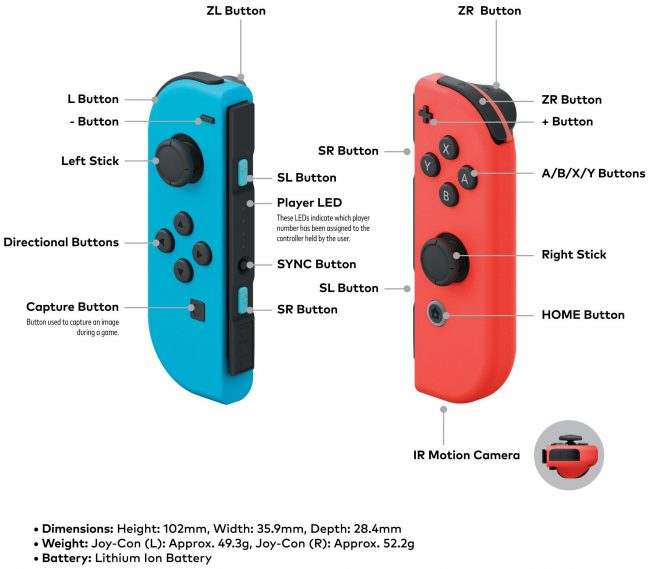 ZL Button
ZR Button
L Button
ZR Button
- Button
+ Button
Left Stick
SR Button
X
Y
A
B
A/B/X/Y Buttons
SL Button
Player LED
These LEDs indicate which player
number has been assigned to the
controller held by the user.
Directional Buttons
Right Stick
SYNC Button
SL Button
Capture Button
Button used to capture an image
during a game.
SR Button
HOME Button
IR Motion Camera
• Dimensions: Height: 102mm, Width: 35.9mm, Depth: 28.4mm
• Weight: Joy-Con (L): Approx. 49.3g, Joy-Con (R): Approx. 52.2g
• Battery: Lithium Ion Battery